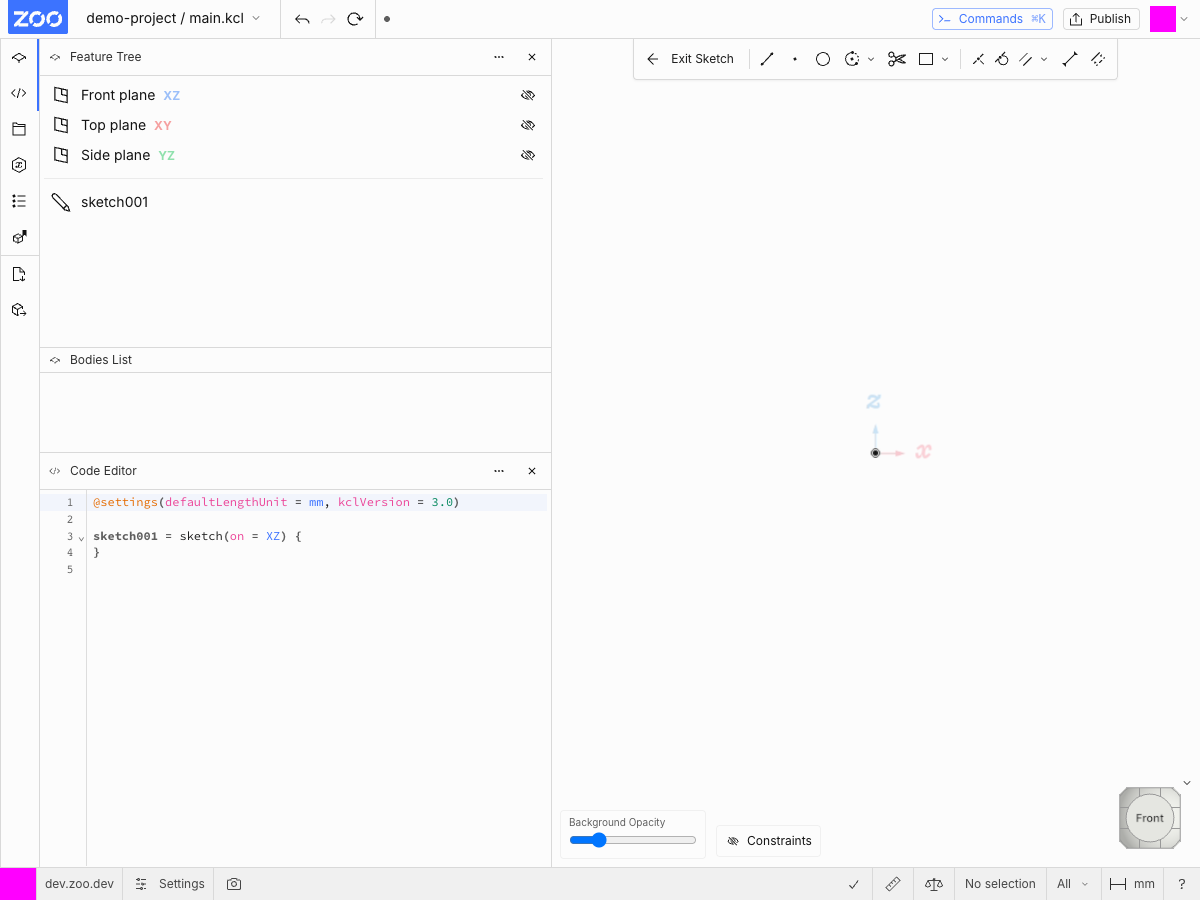 ZOO demo-project / main.kcl
Commands ⌘K
Publish
Feature Tree
Exit Sketch
Front plane XZ
Top plane XY
Side plane YZ
sketch001
Bodies List
z
x
Code Editor
1 @settings(defaultLengthUnit = mm, kclVersion = 3.0)
2
3 sketch001 = sketch(on = XZ) {
4 }
5
Background Opacity
Constraints
Front
dev.zoo.dev
Settings
No selection
All
mm
?